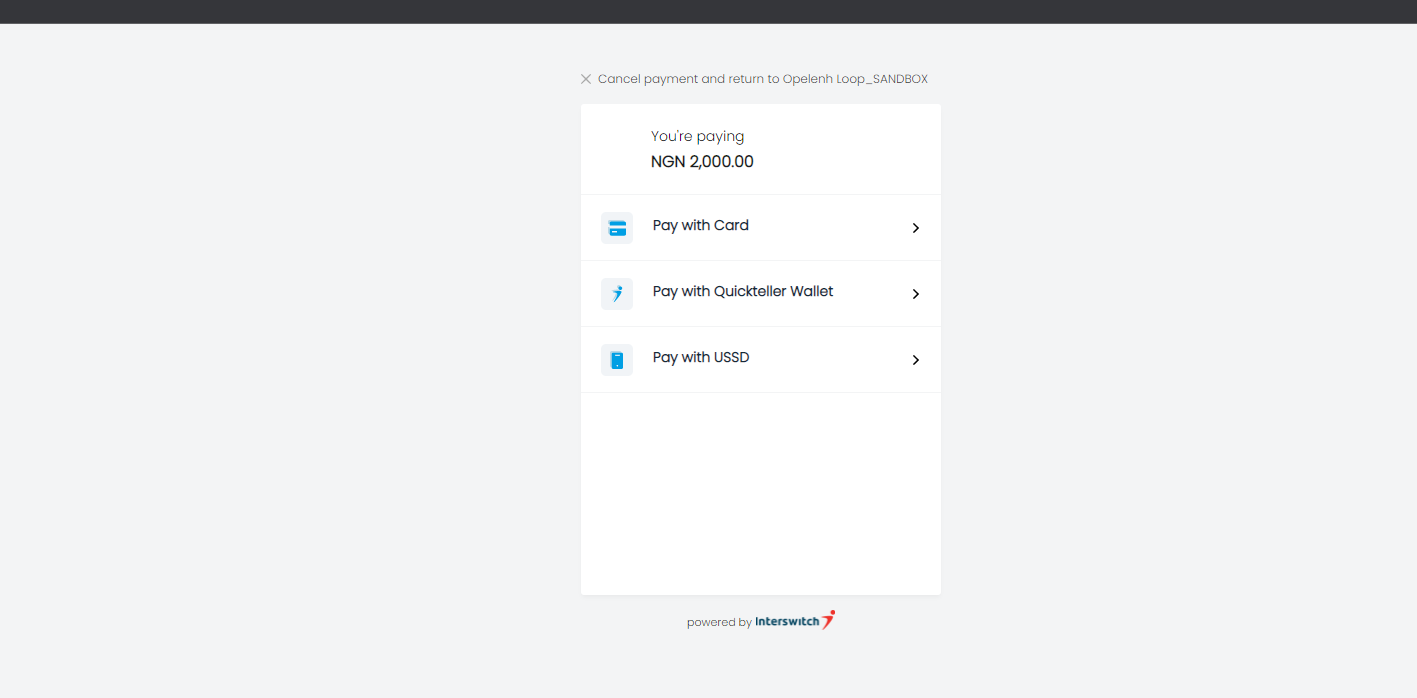 Cancel payment and return to Opelenh Loop_SANDBOX
You're paying
NGN 2,000.00
Pay with Card
Pay with Quickteller Wallet
Pay with USSD
powered by Interswitch